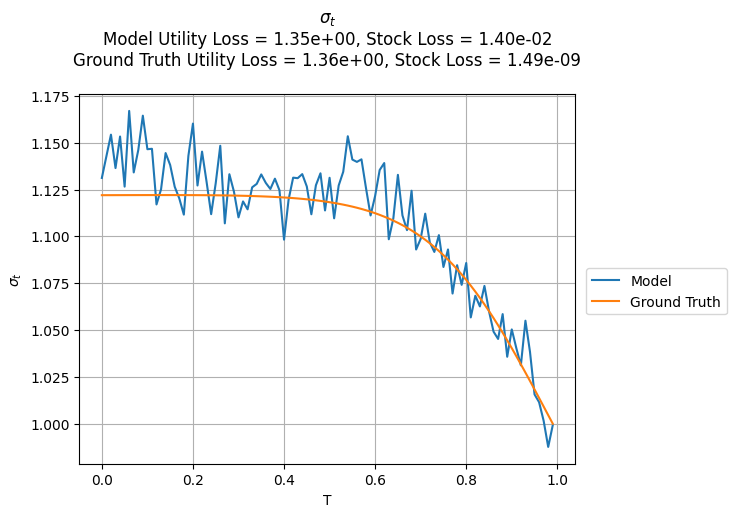 σ_t
Model Utility Loss = 1.35e+00, Stock Loss = 1.40e-02
Ground Truth Utility Loss = 1.36e+00, Stock Loss = 1.49e-09
1.175
1.150
1.125
1.100
1.075
1.050
1.025
1.000
σ_t
0.0 0.2 0.4 0.6 0.8 1.0
T
Model
Ground Truth